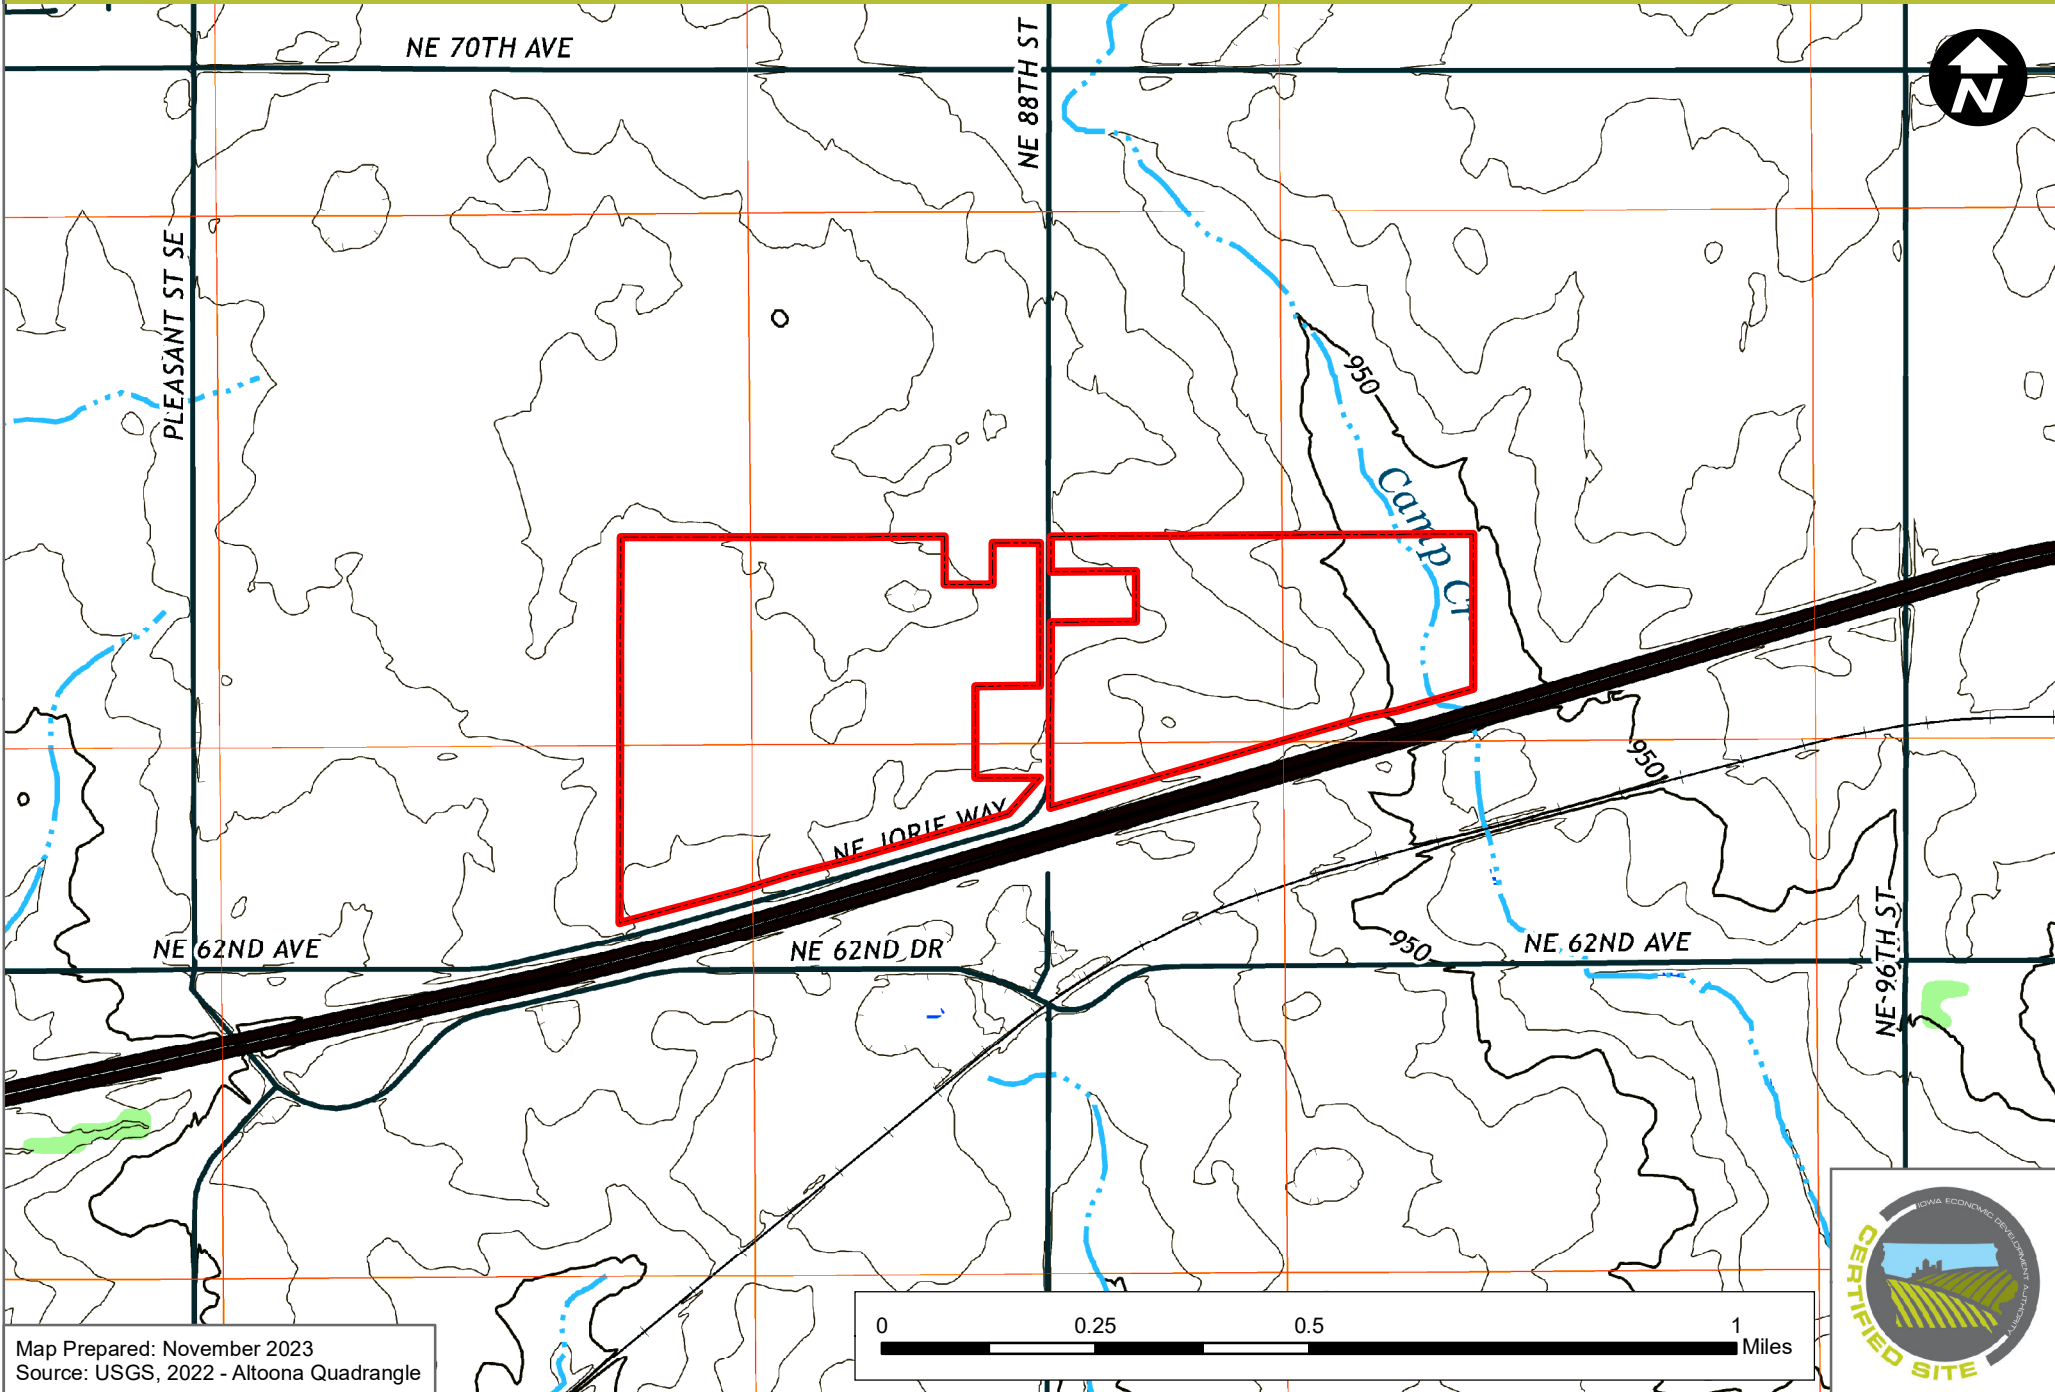 NE 70TH AVE
NE 88TH ST
N
PLEASANT ST SE
950
Camp Cr
950
NE JORIE WAY
NE 62ND AVE
NE 62ND DR
950
NE 62ND AVE
NE 96TH ST
0 0.25 0.5 1
Miles
Map Prepared: November 2023
Source: USGS, 2022 - Altoona Quadrangle
IOWA ECONOMIC DEVELOPMENT AUTHORITY
CERTIFIED SITE